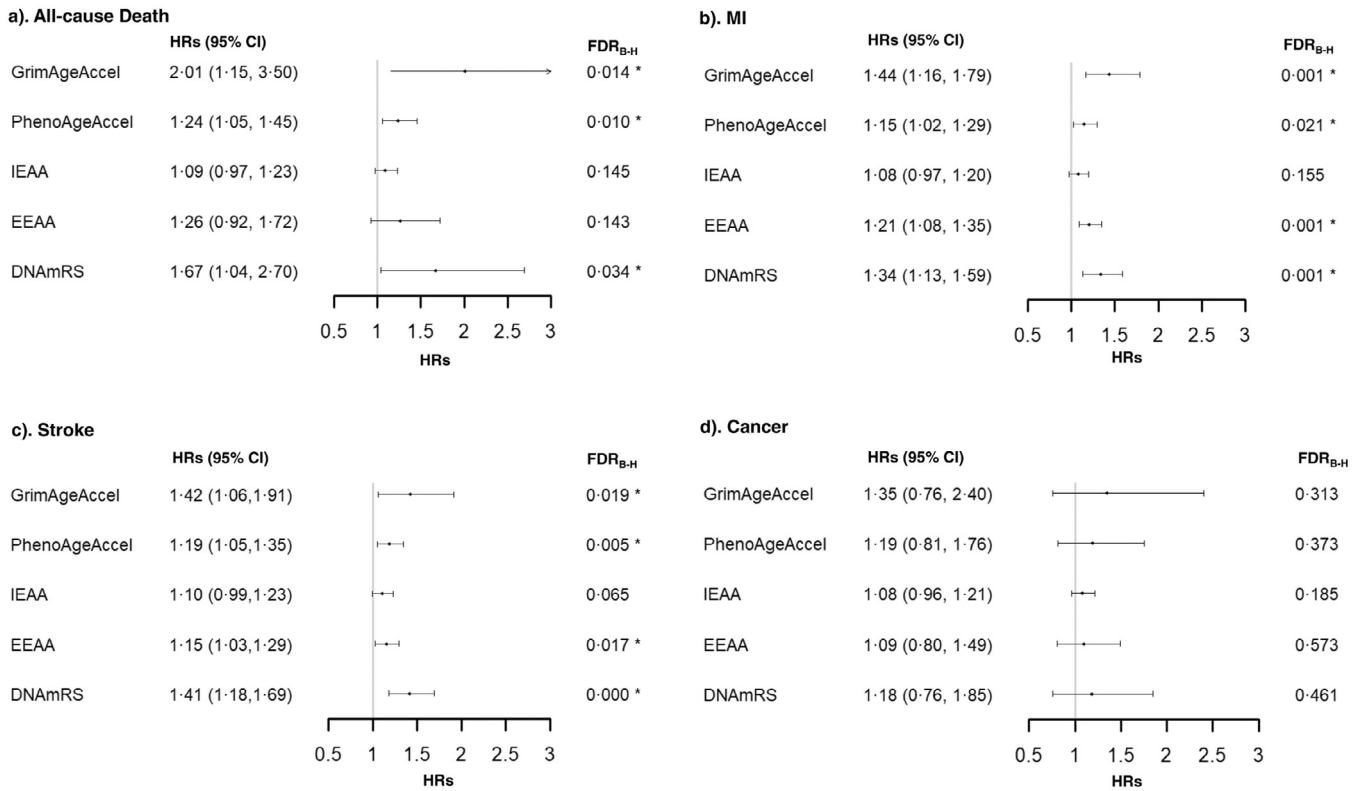 a). All-cause Death
HRs (95% CI) FDRB-H
GrimAgeAccel 2·01 (1·15, 3·50) 0·014 *
PhenoAgeAccel 1·24 (1·05, 1·45) 0·010 *
IEAA 1·09 (0·97, 1·23) 0·145
EEAA 1·26 (0·92, 1·72) 0·143
DNAmRS 1·67 (1·04, 2·70) 0·034 *
0.5 1 1.5 2 2.5 3
HRs
b). MI
HRs (95% CI) FDRB-H
GrimAgeAccel 1·44 (1·16, 1·79) 0·001 *
PhenoAgeAccel 1·15 (1·02, 1·29) 0·021 *
IEAA 1·08 (0·97, 1·20) 0·155
EEAA 1·21 (1·08, 1·35) 0·001 *
DNAmRS 1·34 (1·13, 1·59) 0·001 *
0.5 1 1.5 2 2.5 3
HRs
c). Stroke
HRs (95% CI) FDRB-H
GrimAgeAccel 1·42 (1·06,1·91) 0·019 *
PhenoAgeAccel 1·19 (1·05,1·35) 0·005 *
IEAA 1·10 (0·99,1·23) 0·065
EEAA 1·15 (1·03,1·29) 0·017 *
DNAmRS 1·41 (1·18,1·69) 0·000 *
0.5 1 1.5 2 2.5 3
HRs
d). Cancer
HRs (95% CI) FDRB-H
GrimAgeAccel 1·35 (0·76, 2·40) 0·313
PhenoAgeAccel 1·19 (0·81, 1·76) 0·373
IEAA 1·08 (0·96, 1·21) 0·185
EEAA 1·09 (0·80, 1·49) 0·573
DNAmRS 1·18 (0·76, 1·85) 0·461
0.5 1 1.5 2 2.5 3
HRs